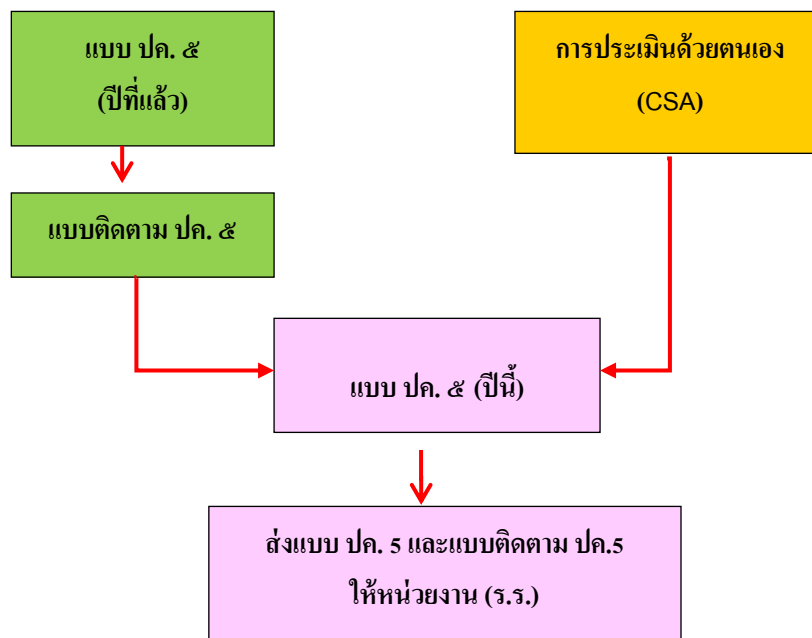 แบบ ปค. ๕
(ปีที่แล้ว)
การประเมินด้วยตนเอง
(CSA)
แบบติดตาม ปค. ๕
แบบ ปค. ๕ (ปีนี้)
ส่งแบบ ปค. 5 และแบบติดตาม ปค.5
ให้หน่วยงาน (ร.ร.)